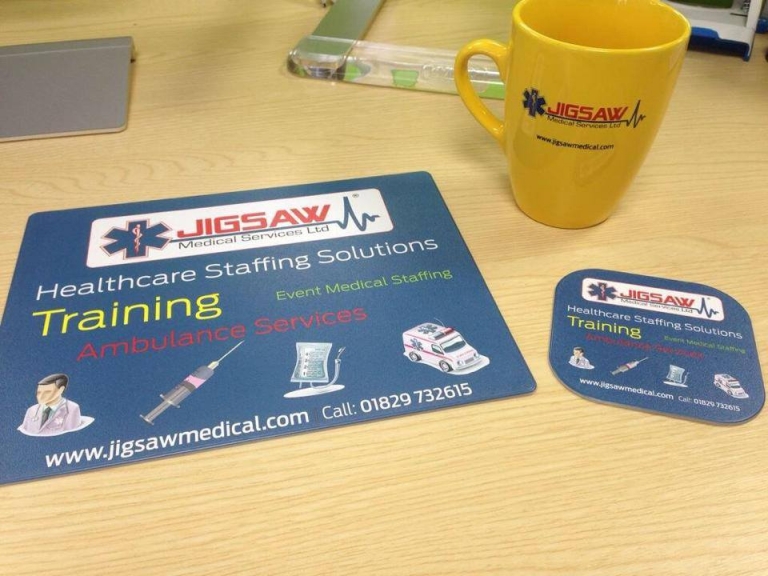 JIGSAW
Medical Services Ltd
www.jigsawmedical.com
JIGSAW
Medical Services Ltd
Healthcare Staffing Solutions
Training
Event Medical Staffing
Ambulance Services
www.jigsawmedical.com Call: 01829 732615
JIGSAW
Medical Services Ltd
Healthcare Staffing Solutions
Training
Event Medical Staffing
Ambulance Services
www.jigsawmedical.com Call: 01829 732615